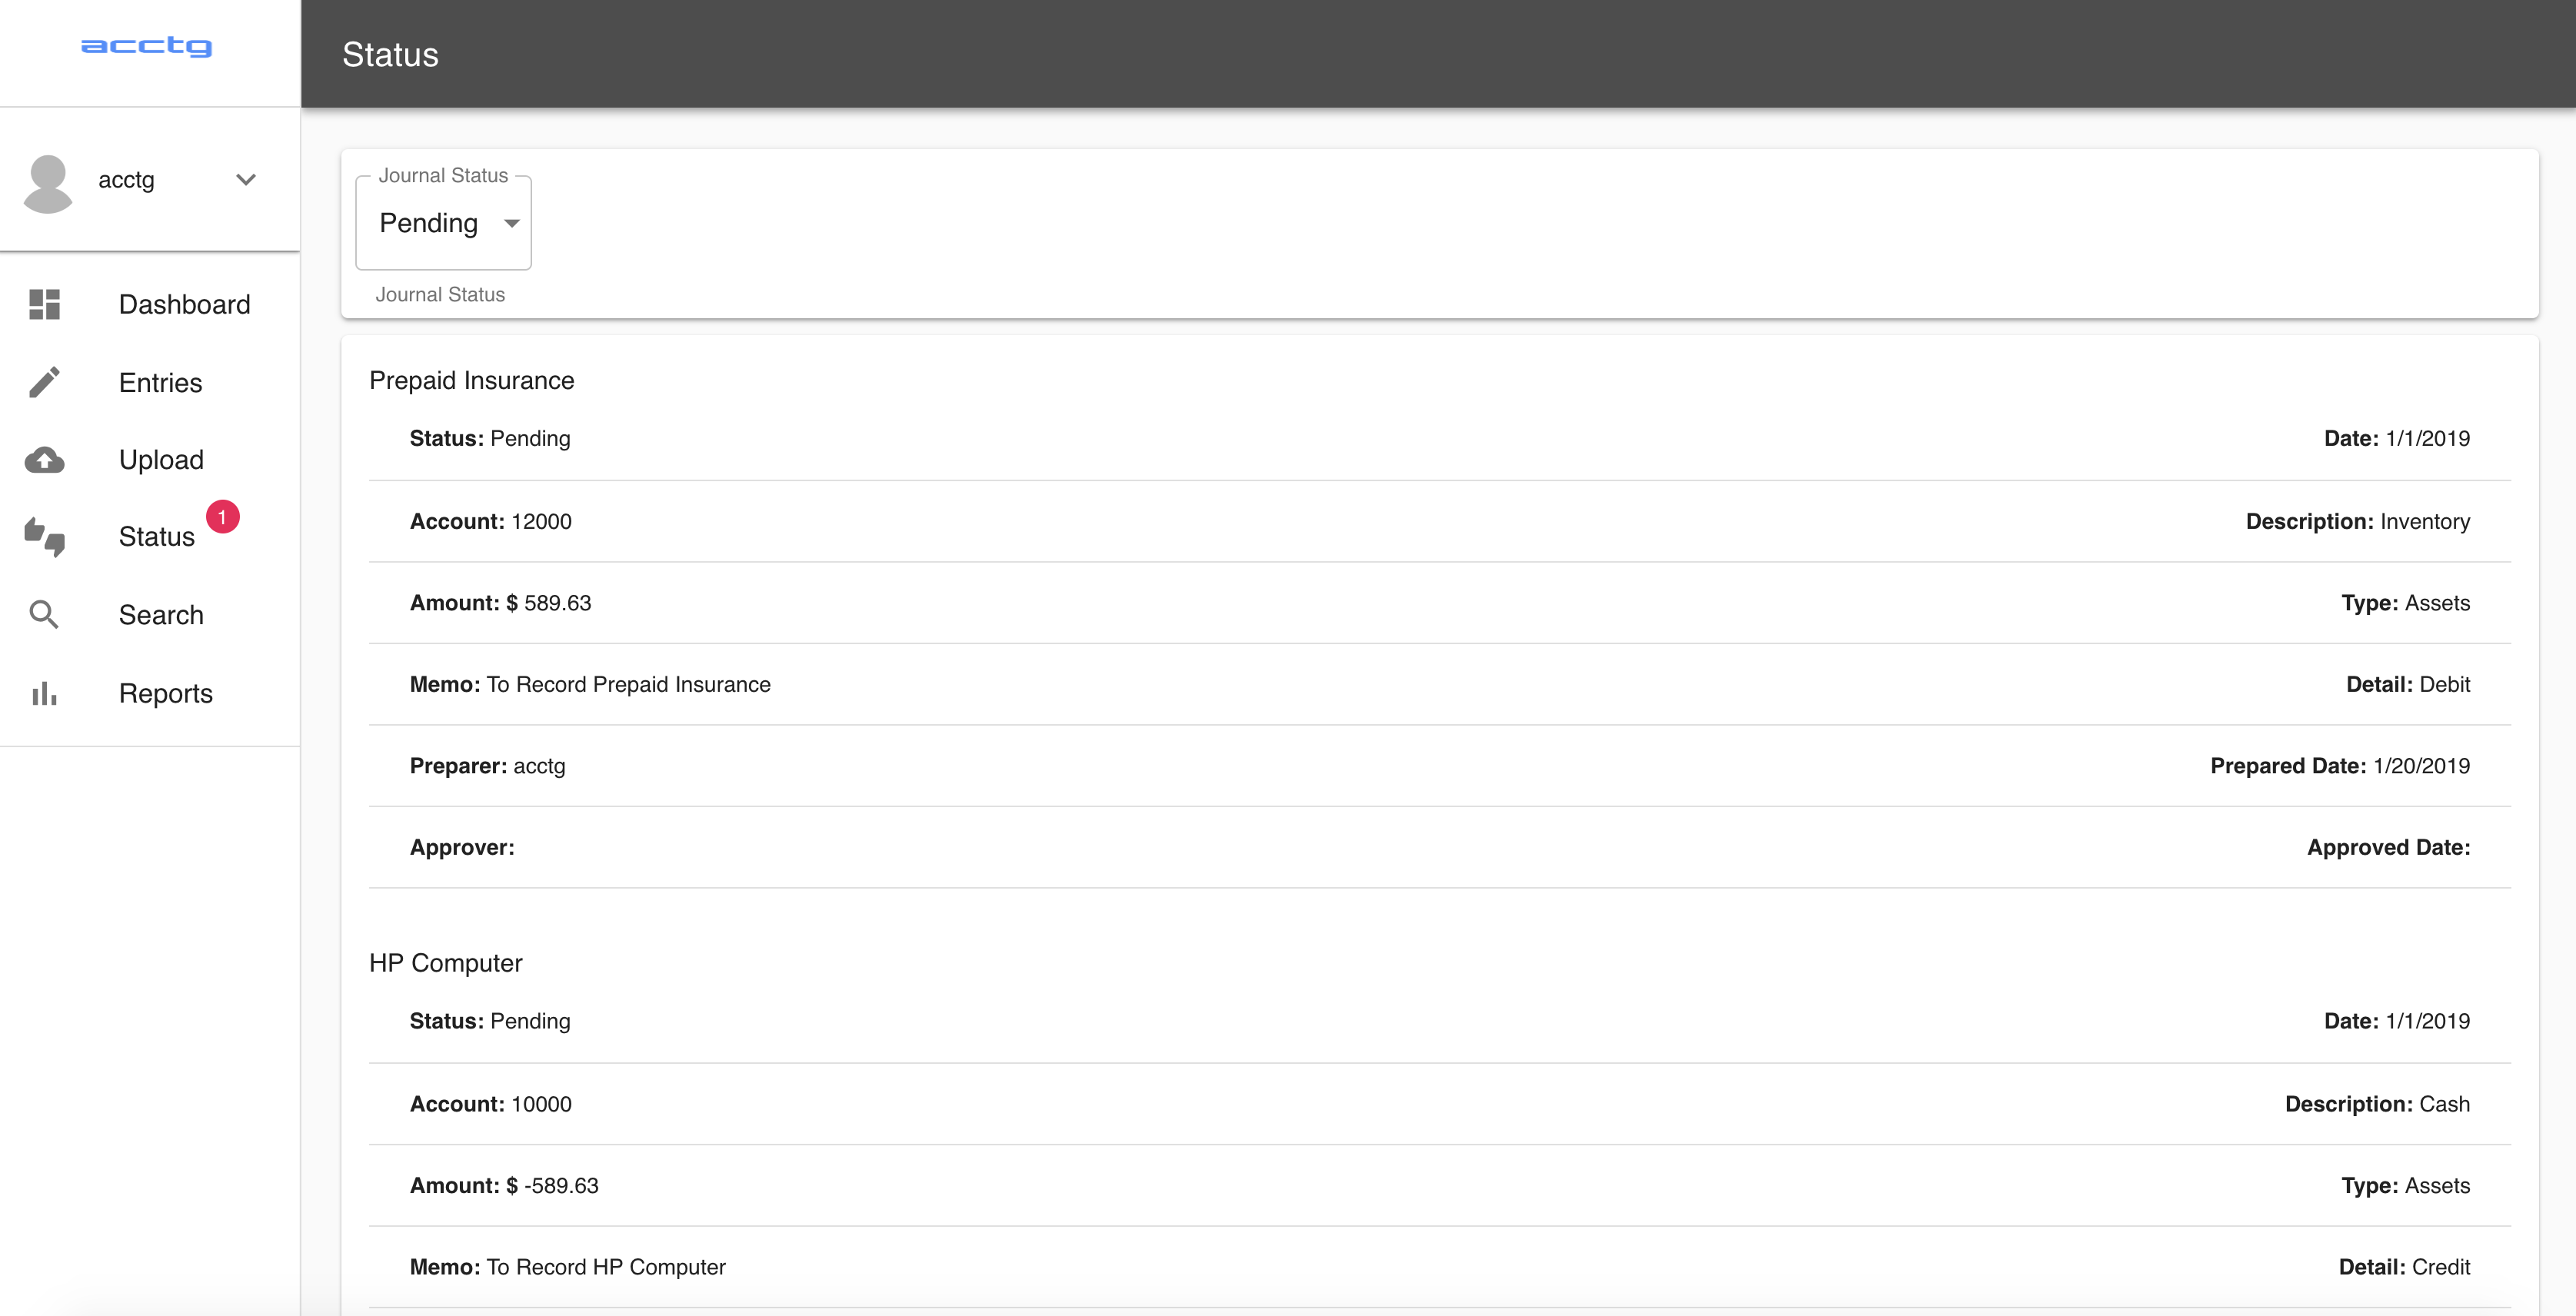 acctg
Status
acctg
Dashboard
Entries
Upload
Status 1
Search
Reports
Journal Status
Pending
Journal Status
Prepaid Insurance
Status: Pending Date: 1/1/2019
Account: 12000 Description: Inventory
Amount: $ 589.63 Type: Assets
Memo: To Record Prepaid Insurance Detail: Debit
Preparer: acctg Prepared Date: 1/20/2019
Approver: Approved Date:
HP Computer
Status: Pending Date: 1/1/2019
Account: 10000 Description: Cash
Amount: $ -589.63 Type: Assets
Memo: To Record HP Computer Detail: Credit